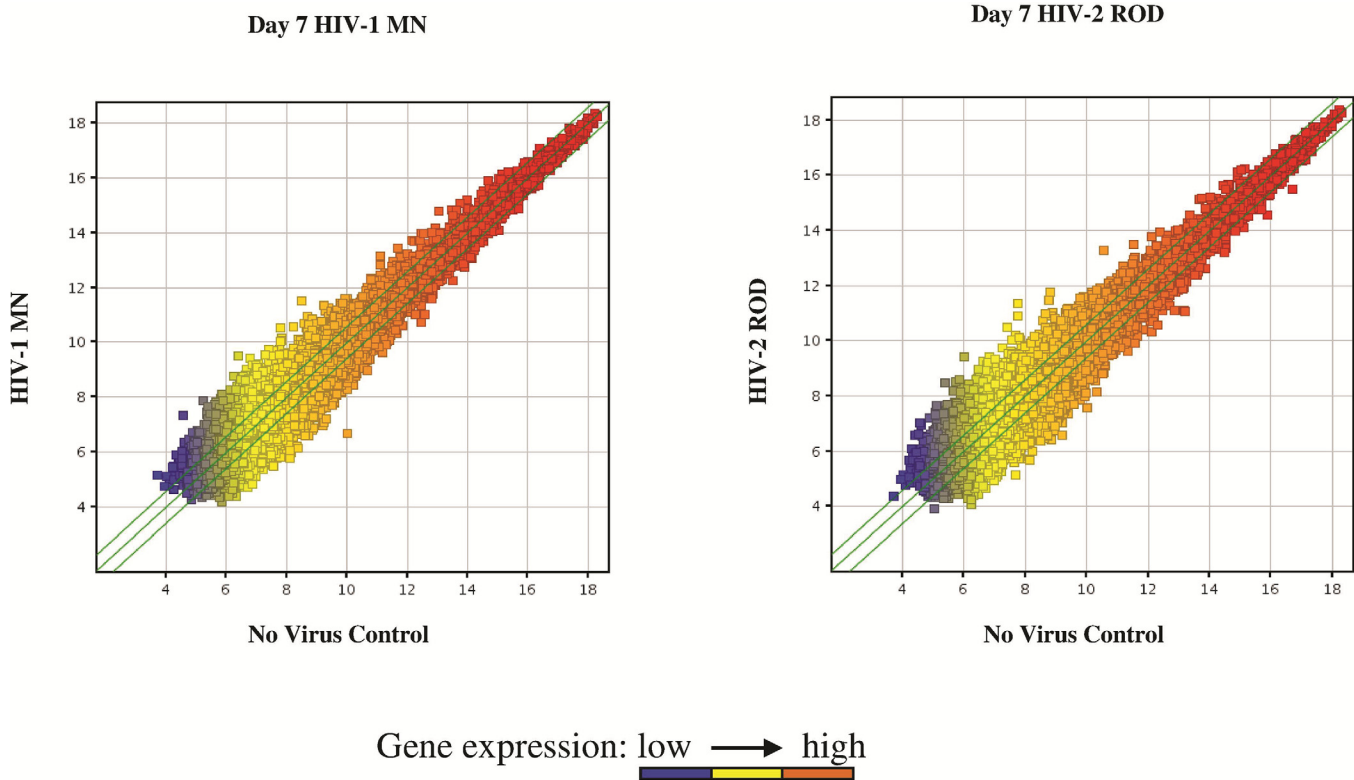 Day 7 HIV-1 MN
HIV-1 MN
18
16
14
12
10
8
6
4
4 6 8 10 12 14 16 18
No Virus Control
Day 7 HIV-2 ROD
HIV-2 ROD
18
16
14
12
10
8
6
4
4 6 8 10 12 14 16 18
No Virus Control
Gene expression: low high